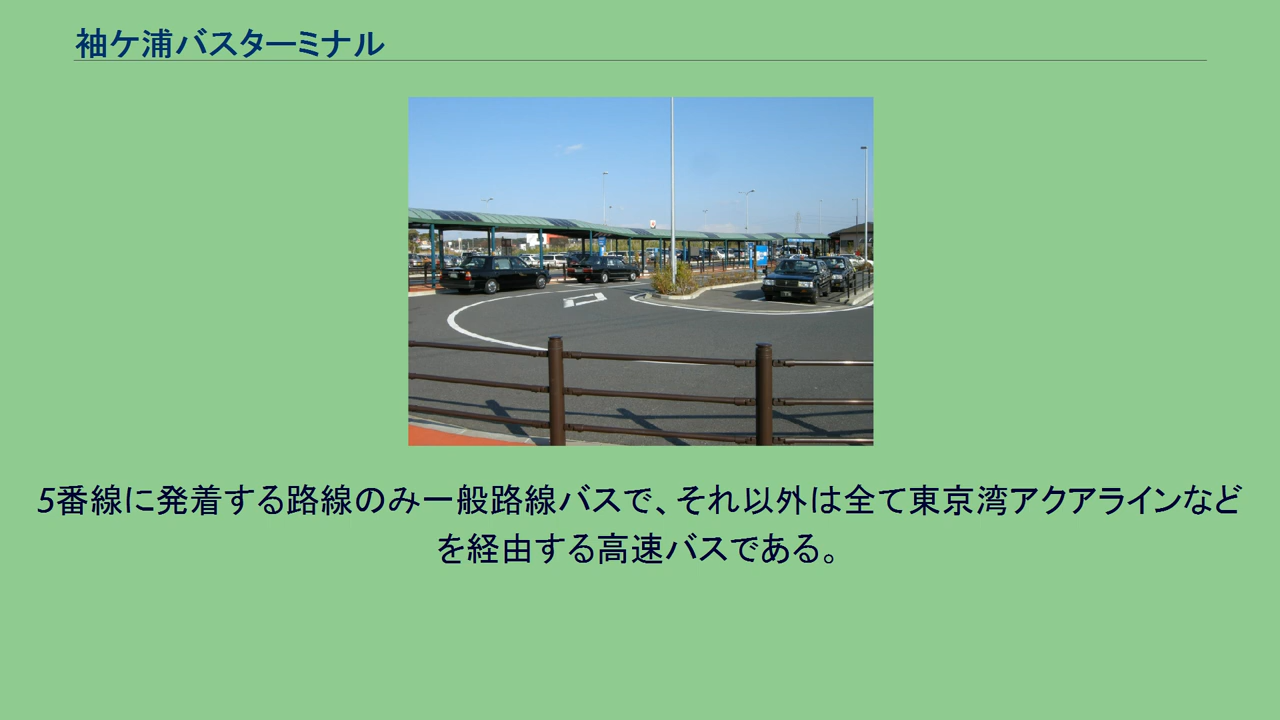 袖ケ浦バスターミナル
5番線に発着する路線のみ一般路線バスで、それ以外は全て東京湾アクアラインなど
を経由する高速バスである。